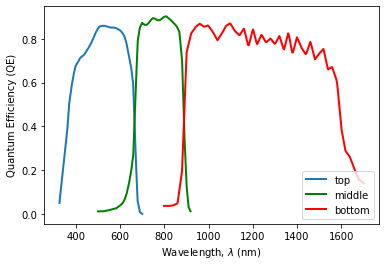 Quantum Efficiency (QE)
0.8
0.6
0.4
0.2
0.0
400 600 800 1000 1200 1400 1600
Wavelength, λ (nm)
top
middle
bottom